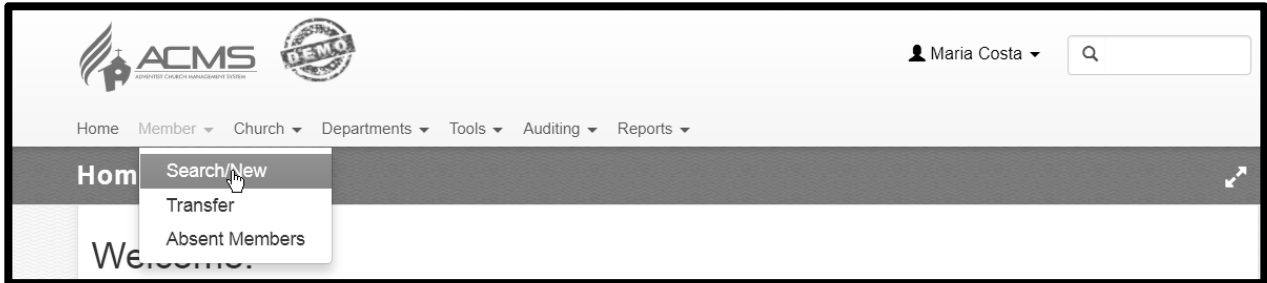 ACMS
ADVENTIST CHURCH MANAGEMENT SYSTEM
DEMO
Maria Costa
Home Member Church Departments Tools Auditing Reports
Search/New
Transfer
Absent Members
Hom
Welcome!